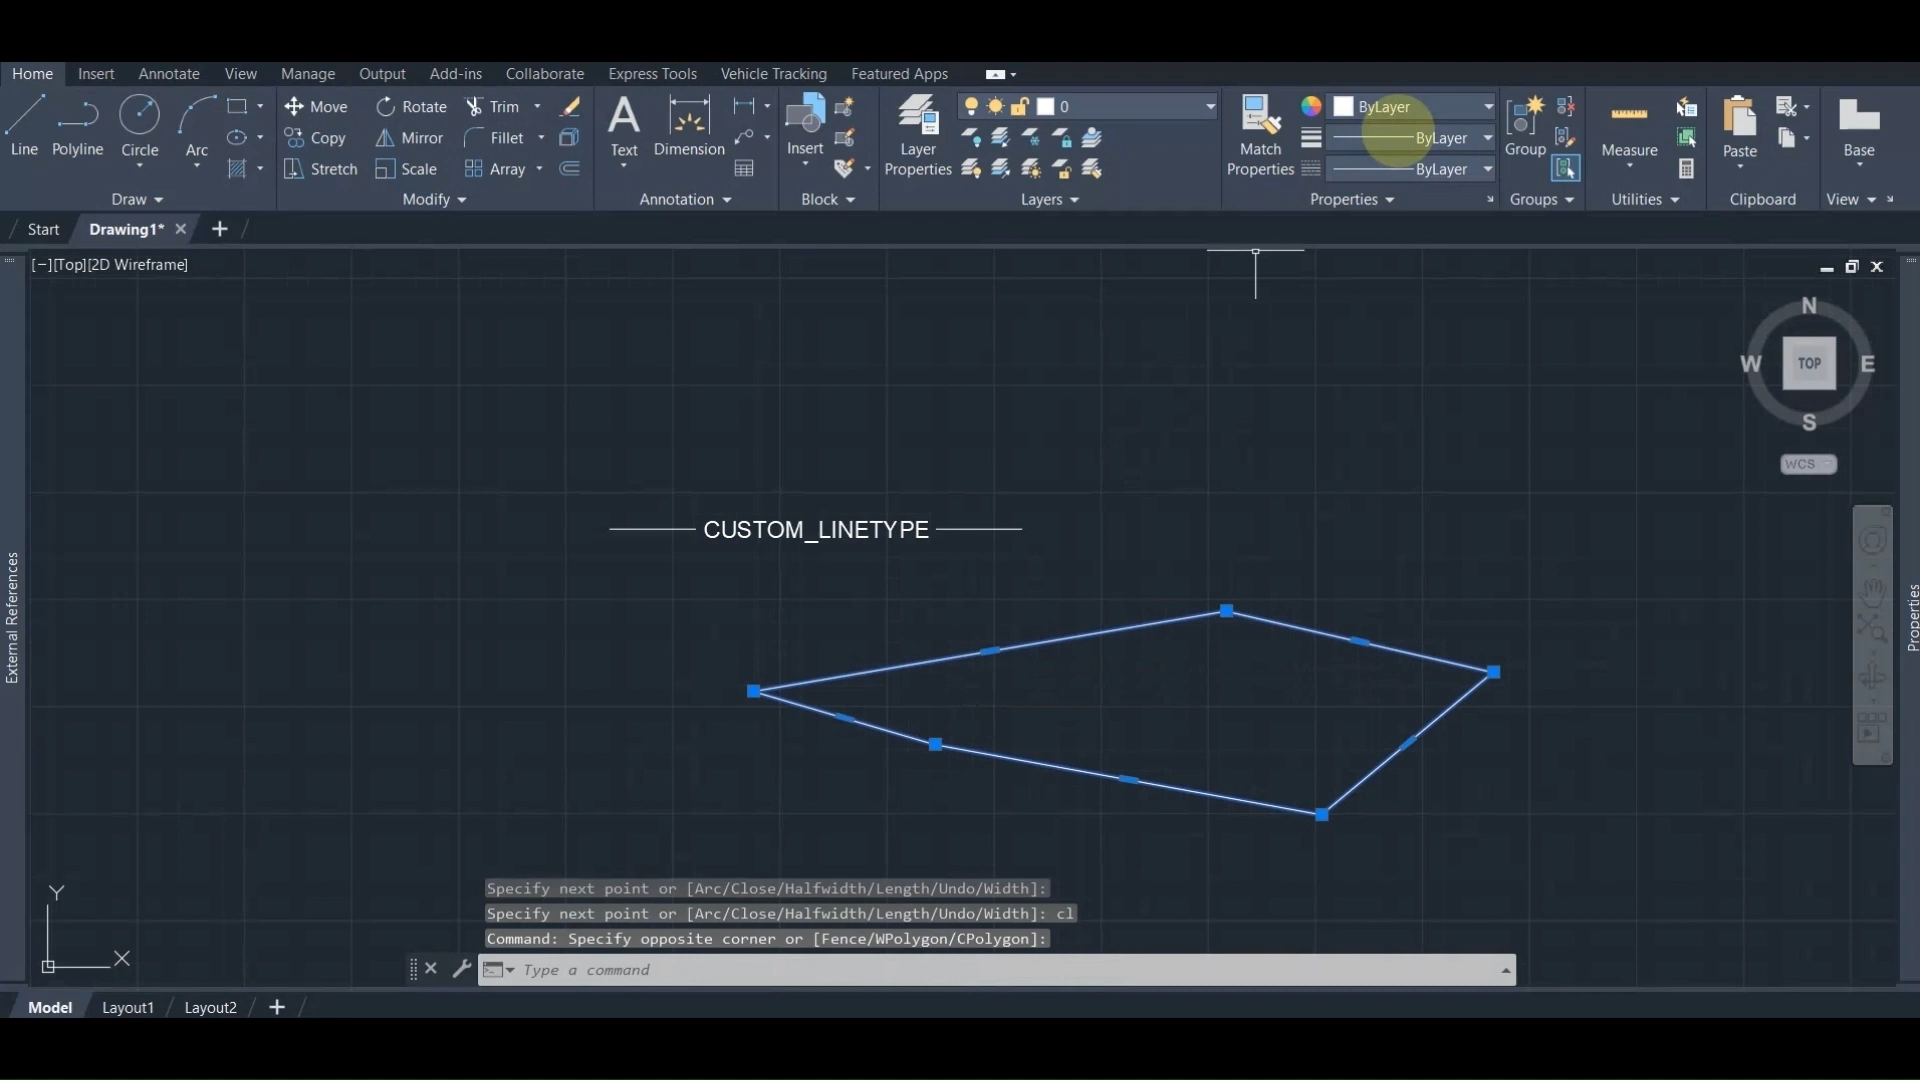 Home Insert Annotate View Manage Output Add-ins Collaborate Express Tools Vehicle Tracking Featured Apps
Move Rotate Trim 0 ByLayer
Copy Mirror Fillet ByLayer
Line Polyline Circle Arc Text Dimension Insert Layer Properties Match Properties Group Measure Paste Base
Stretch Scale Array ByLayer
Draw Modify Annotation Block Layers Properties Groups Utilities Clipboard View
Start Drawing1*
[−][Top][2D Wireframe]
N
W TOP E
S
WCS
CUSTOM_LINETYPE
External References
Properties
Specify next point or [Arc/Close/Halfwidth/Length/Undo/Width]:
Specify next point or [Arc/Close/Halfwidth/Length/Undo/Width]: cl
Command: Specify opposite corner or [Fence/WPolygon/CPolygon]:
Y
X
Type a command
Model Layout1 Layout2